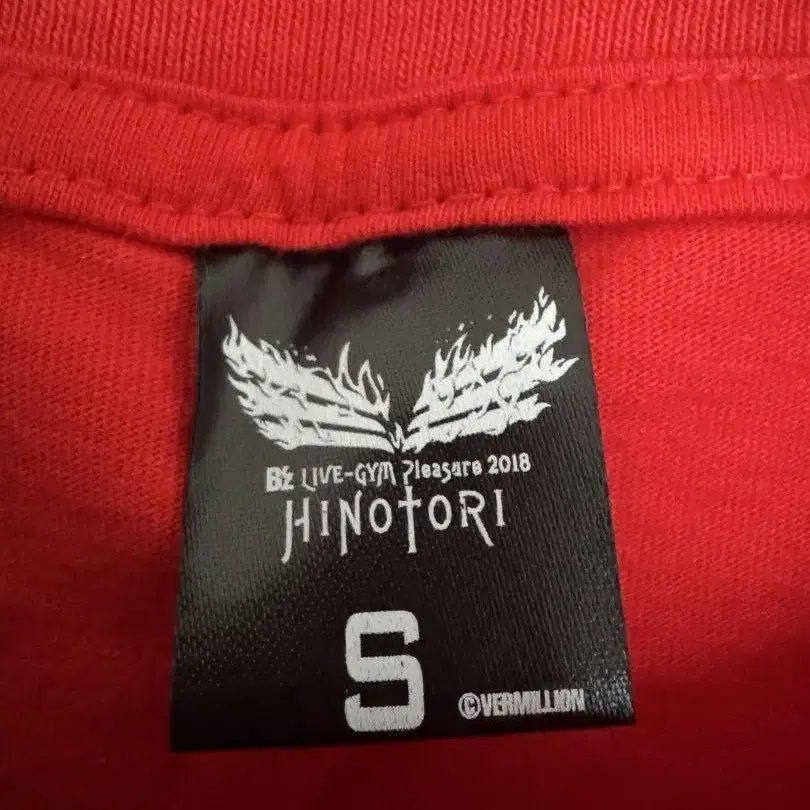 B'z LIVE-GYM Pleasure 2018
HINOTORI
S
©VERMILLION